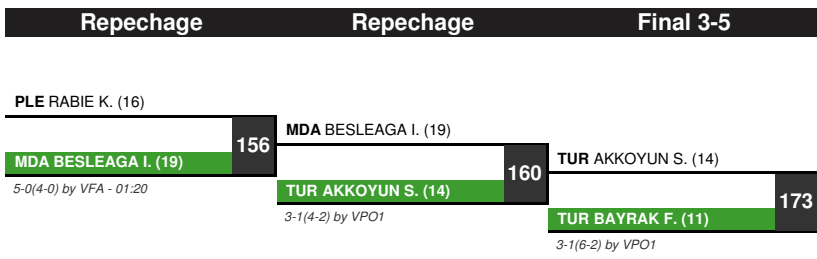 Repechage
Repechage
Final 3-5
PLE RABIE K. (16)
156
MDA BESLEAGA I. (19)
5-0(4-0) by VFA - 01:20
MDA BESLEAGA I. (19)
160
TUR AKKOYUN S. (14)
3-1(4-2) by VPO1
TUR AKKOYUN S. (14)
173
TUR BAYRAK F. (11)
3-1(6-2) by VPO1